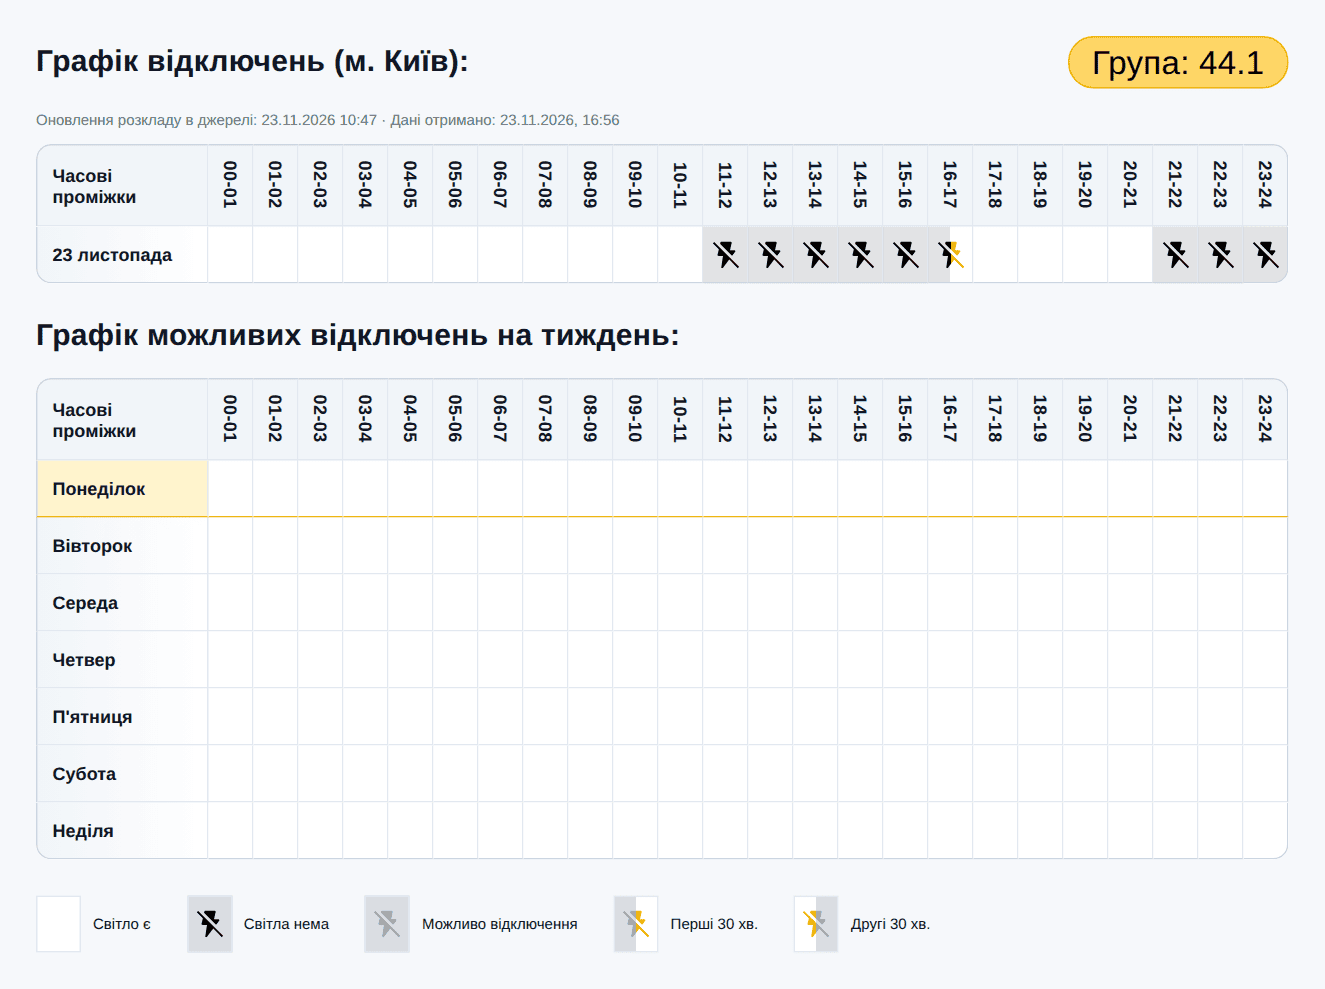 Графік відключень (м. Київ):
Група: 44.1
Оновлення розкладу в джерелі: 23.11.2026 10:47 · Дані отримано: 23.11.2026, 16:56
Часові проміжки 00-01 01-02 02-03 03-04 04-05 05-06 06-07 07-08 08-09 09-10 10-11 11-12 12-13 13-14 14-15 15-16 16-17 17-18 18-19 19-20 20-21 21-22 22-23 23-24
23 листопада
Графік можливих відключень на тиждень:
Часові проміжки 00-01 01-02 02-03 03-04 04-05 05-06 06-07 07-08 08-09 09-10 10-11 11-12 12-13 13-14 14-15 15-16 16-17 17-18 18-19 19-20 20-21 21-22 22-23 23-24
Понеділок
Вівторок
Середа
Четвер
П'ятниця
Субота
Неділя
Світло є Світла нема Можливо відключення Перші 30 хв. Другі 30 хв.